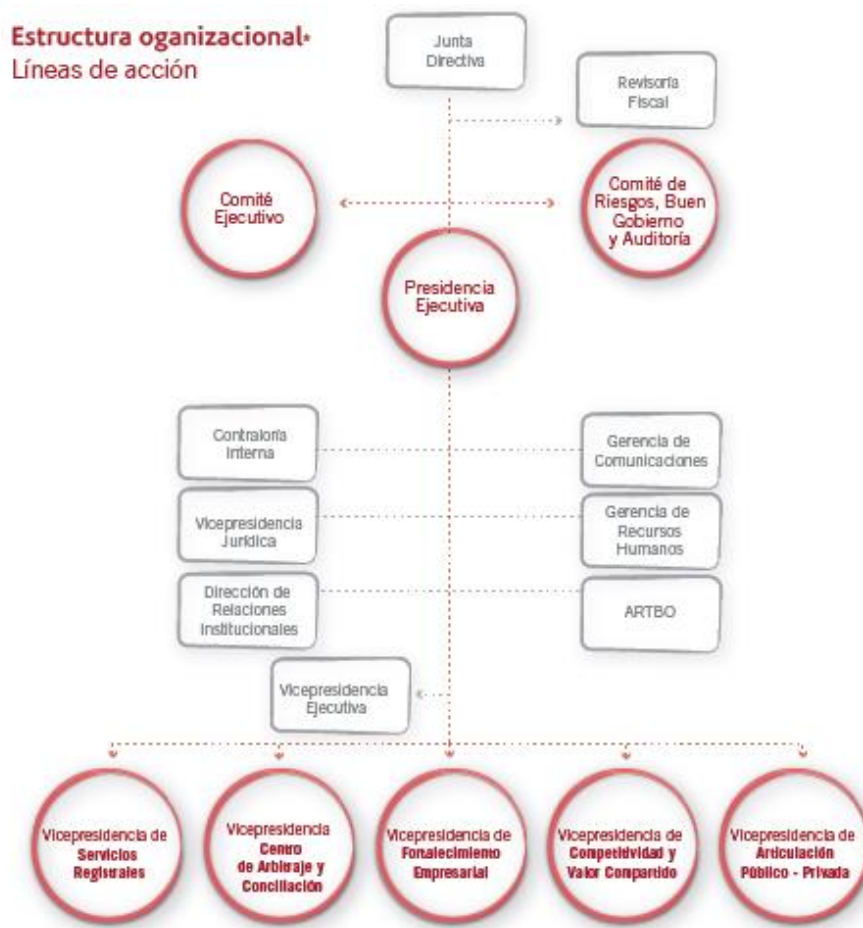 Estructura oganizacional*
Líneas de acción
Junta
Directiva
Revisoría
Fiscal
Comité
Ejecutivo
Comité de
Riesgos, Buen
Gobierno
y Auditoría
Presidencia
Ejecutiva
Contraloría
Interna
Gerencia de
Comunicaciones
Vicepresidencia
Jurídica
Gerencia de
Recursos
Humanos
Dirección de
Relaciones
Institucionales
ARTBO
Vicepresidencia
Ejecutiva
Vicepresidencia de
Servicios
Registrales
Vicepresidencia
Centro
de Arbitraje y
Conciliación
Vicepresidencia de
Fortalecimiento
Empresarial
Vicepresidencia de
Competividad y
Valor Compartido
Vicepresidencia de
Articulación
Público - Privada